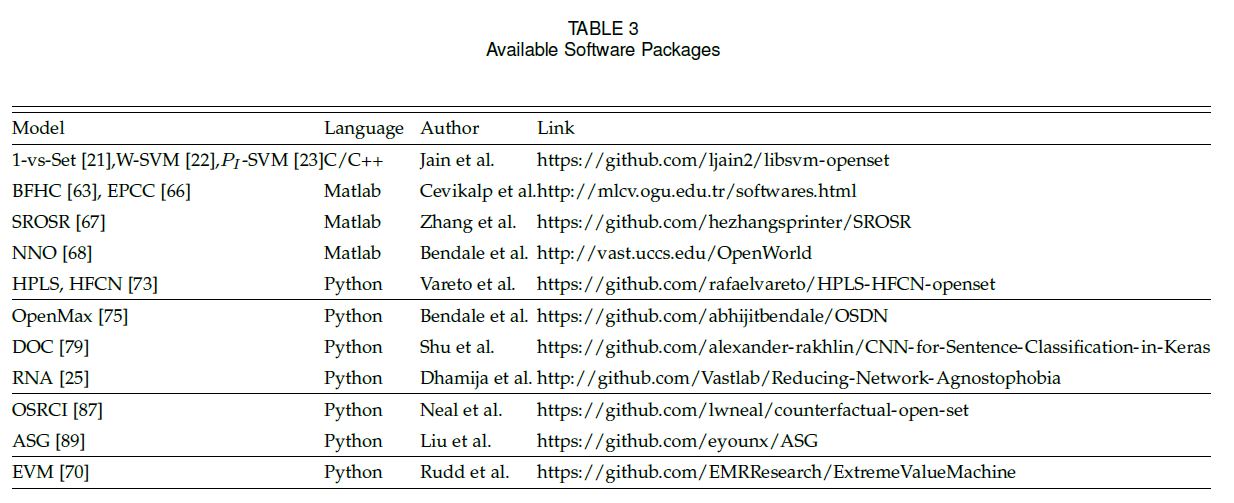 TABLE 3
Available Software Packages
Model Language Author Link
1-vs-Set [21],W-SVM [22],P_I-SVM [23]C/C++ Jain et al. https://github.com/ljain2/libsvm-openset
BFHC [63], EPCC [66] Matlab Cevikalp et al.http://mlcv.ogu.edu.tr/softwares.html
SROSR [67] Matlab Zhang et al. https://github.com/hezhangsprinter/SROSR
NNO [68] Matlab Bendale et al. http://vast.uccs.edu/OpenWorld
HPLS, HFCN [73] Python Vareto et al. https://github.com/rafaelvareto/HPLS-HFCN-openset
OpenMax [75] Python Bendale et al. https://github.com/abhijitbendale/OSDN
DOC [79] Python Shu et al. https://github.com/alexander-rakhlin/CNN-for-Sentence-Classification-in-Keras
RNA [25] Python Dhamija et al. http://github.com/Vastlab/Reducing-Network-Agnostophobia
OSRCI [87] Python Neal et al. https://github.com/lwneal/counterfactual-open-set
ASG [89] Python Liu et al. https://github.com/eyounx/ASG
EVM [70] Python Rudd et al. https://github.com/EMRResearch/ExtremeValueMachine